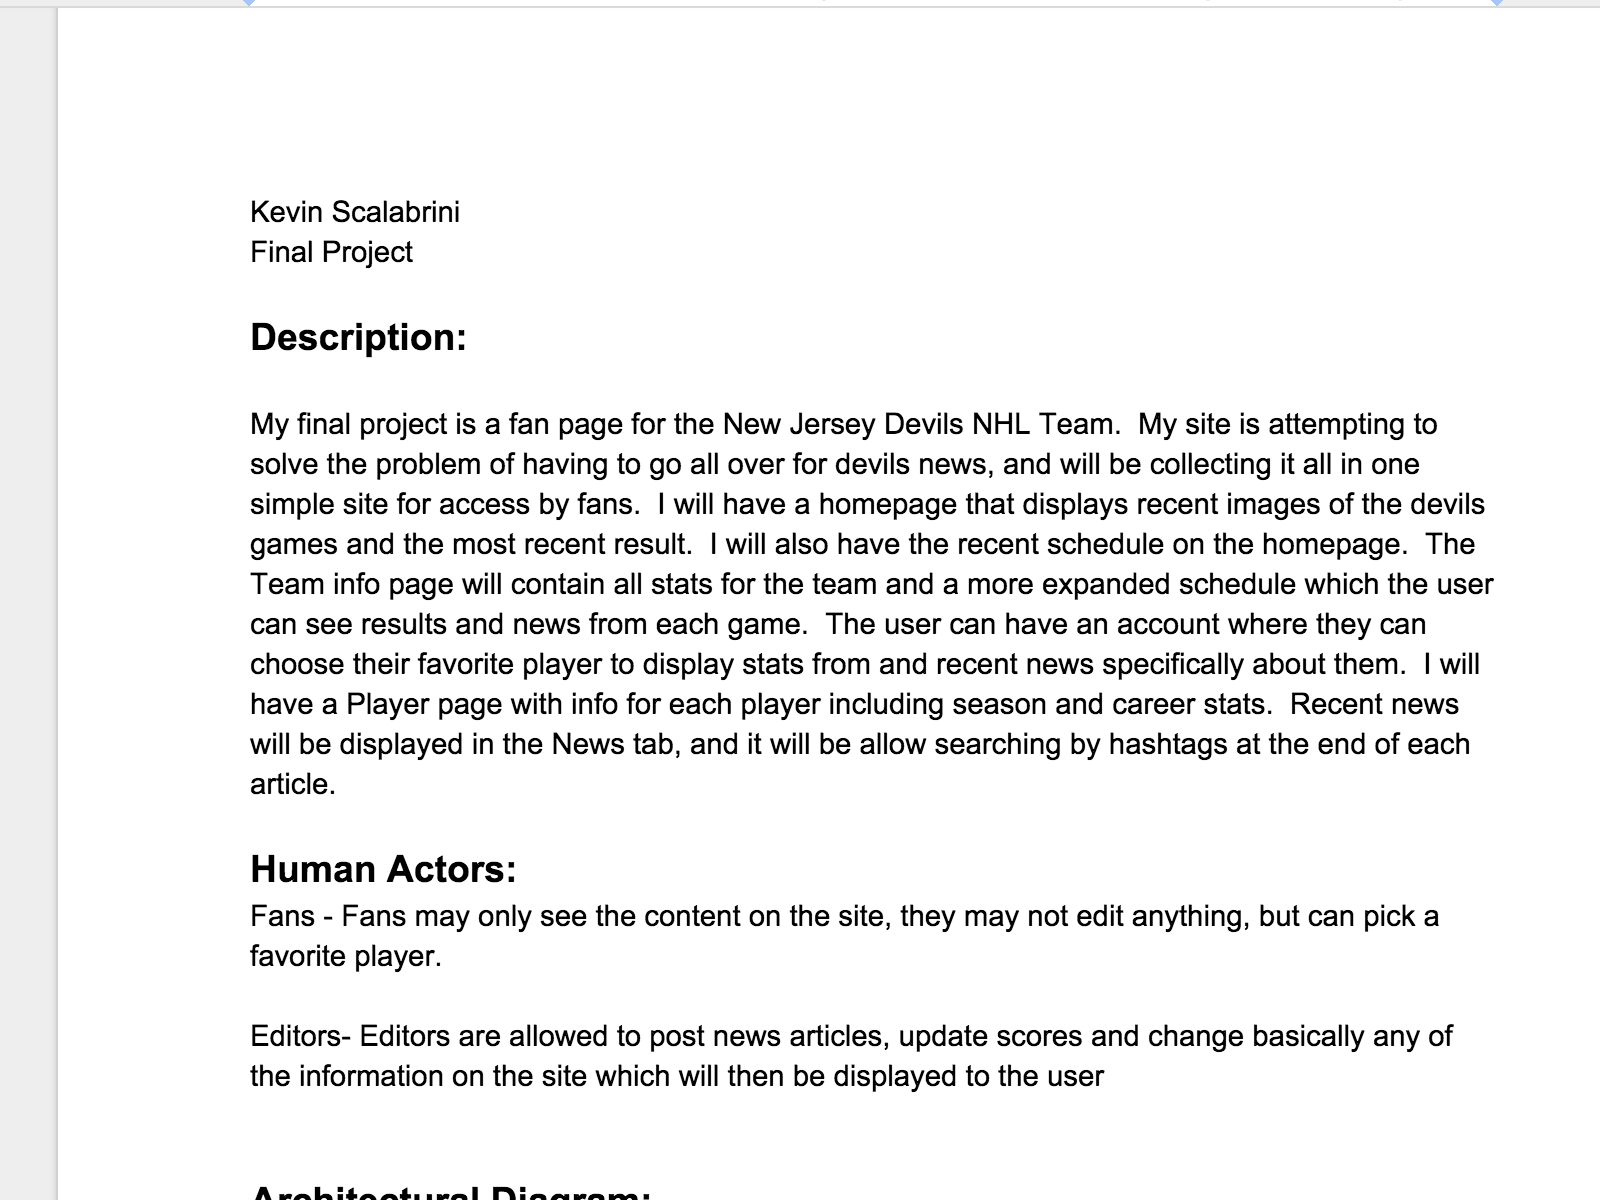 Kevin Scalabrini
Final Project
Description:
My final project is a fan page for the New Jersey Devils NHL Team.  My site is attempting to
solve the problem of having to go all over for devils news, and will be collecting it all in one
simple site for access by fans.  I will have a homepage that displays recent images of the devils
games and the most recent result.  I will also have the recent schedule on the homepage.  The
Team info page will contain all stats for the team and a more expanded schedule which the user
can see results and news from each game.  The user can have an account where they can
choose their favorite player to display stats from and recent news specifically about them.  I will
have a Player page with info for each player including season and career stats.  Recent news
will be displayed in the News tab, and it will be allow searching by hashtags at the end of each
article.
Human Actors:
Fans - Fans may only see the content on the site, they may not edit anything, but can pick a
favorite player.
Editors- Editors are allowed to post news articles, update scores and change basically any of
the information on the site which will then be displayed to the user
Architectural Diagram: